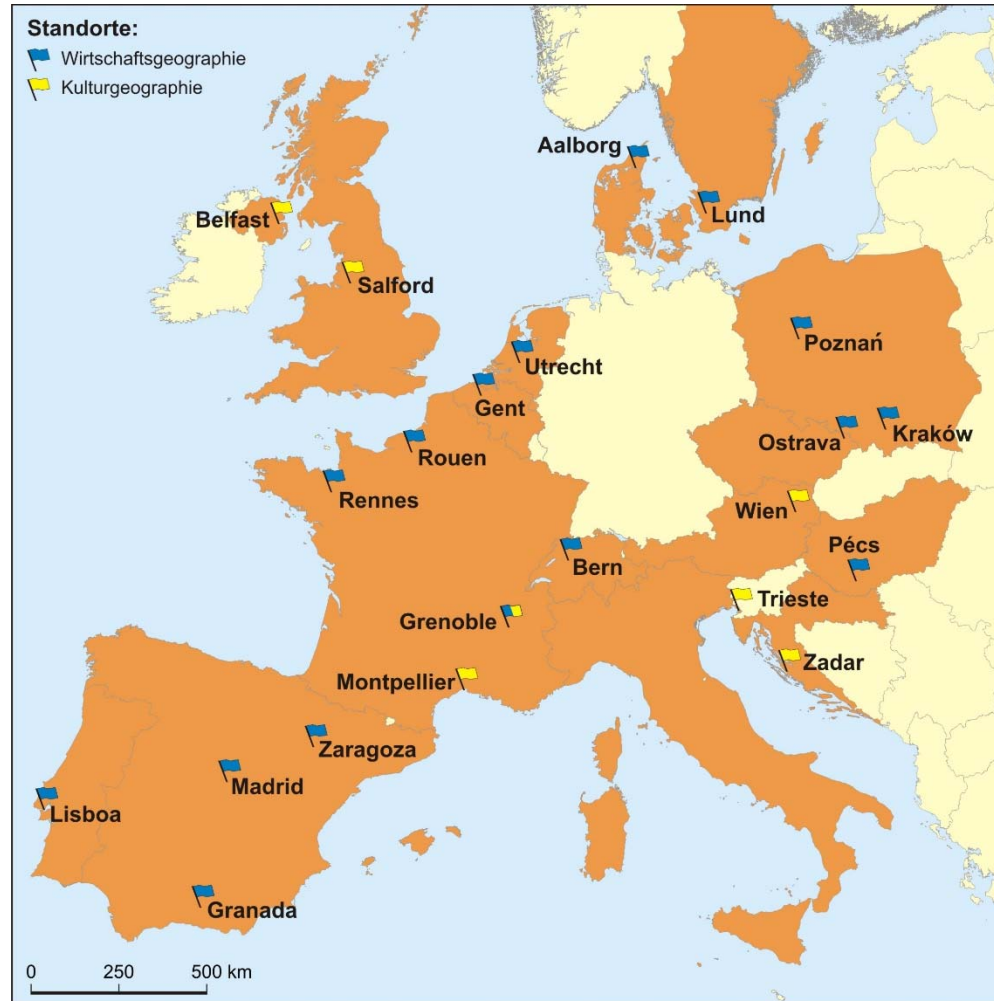 Standorte:
Wirtschaftsgeographie
Kulturgeographie
Aalborg
Lund
Belfast
Salford
Poznań
Utrecht
Gent
Ostrava
Kraków
Rouen
Rennes
Wien
Pécs
Bern
Trieste
Grenoble
Zadar
Montpellier
Zaragoza
Madrid
Lisboa
Granada
0 250 500 km